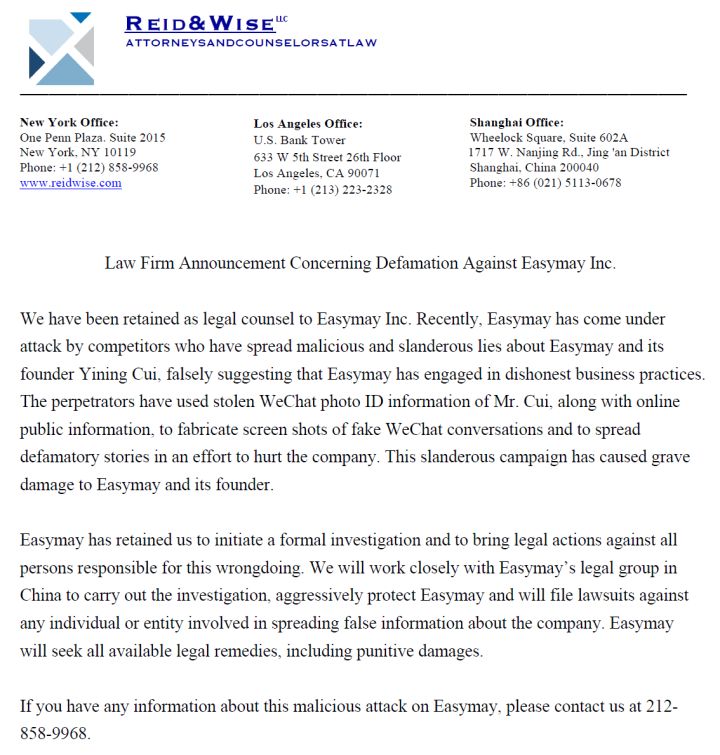 REID&WISE LLC
ATTORNEYSANDCOUNSELORSATLAW
New York Office:
One Penn Plaza. Suite 2015
New York, NY 10119
Phone: +1 (212) 858-9968
www.reidwise.com
Los Angeles Office:
U.S. Bank Tower
633 W 5th Street 26th Floor
Los Angeles, CA 90071
Phone: +1 (213) 223-2328
Shanghai Office:
Wheelock Square, Suite 602A
1717 W. Nanjing Rd., Jing 'an District
Shanghai, China 200040
Phone: +86 (021) 5113-0678
Law Firm Announcement Concerning Defamation Against Easymay Inc.
We have been retained as legal counsel to Easymay Inc. Recently, Easymay has come under
attack by competitors who have spread malicious and slanderous lies about Easymay and its
founder Yining Cui, falsely suggesting that Easymay has engaged in dishonest business practices.
The perpetrators have used stolen WeChat photo ID information of Mr. Cui, along with online
public information, to fabricate screen shots of fake WeChat conversations and to spread
defamatory stories in an effort to hurt the company. This slanderous campaign has caused grave
damage to Easymay and its founder.
Easymay has retained us to initiate a formal investigation and to bring legal actions against all
persons responsible for this wrongdoing. We will work closely with Easymay's legal group in
China to carry out the investigation, aggressively protect Easymay and will file lawsuits against
any individual or entity involved in spreading false information about the company. Easymay
will seek all available legal remedies, including punitive damages.
If you have any information about this malicious attack on Easymay, please contact us at 212-
858-9968.